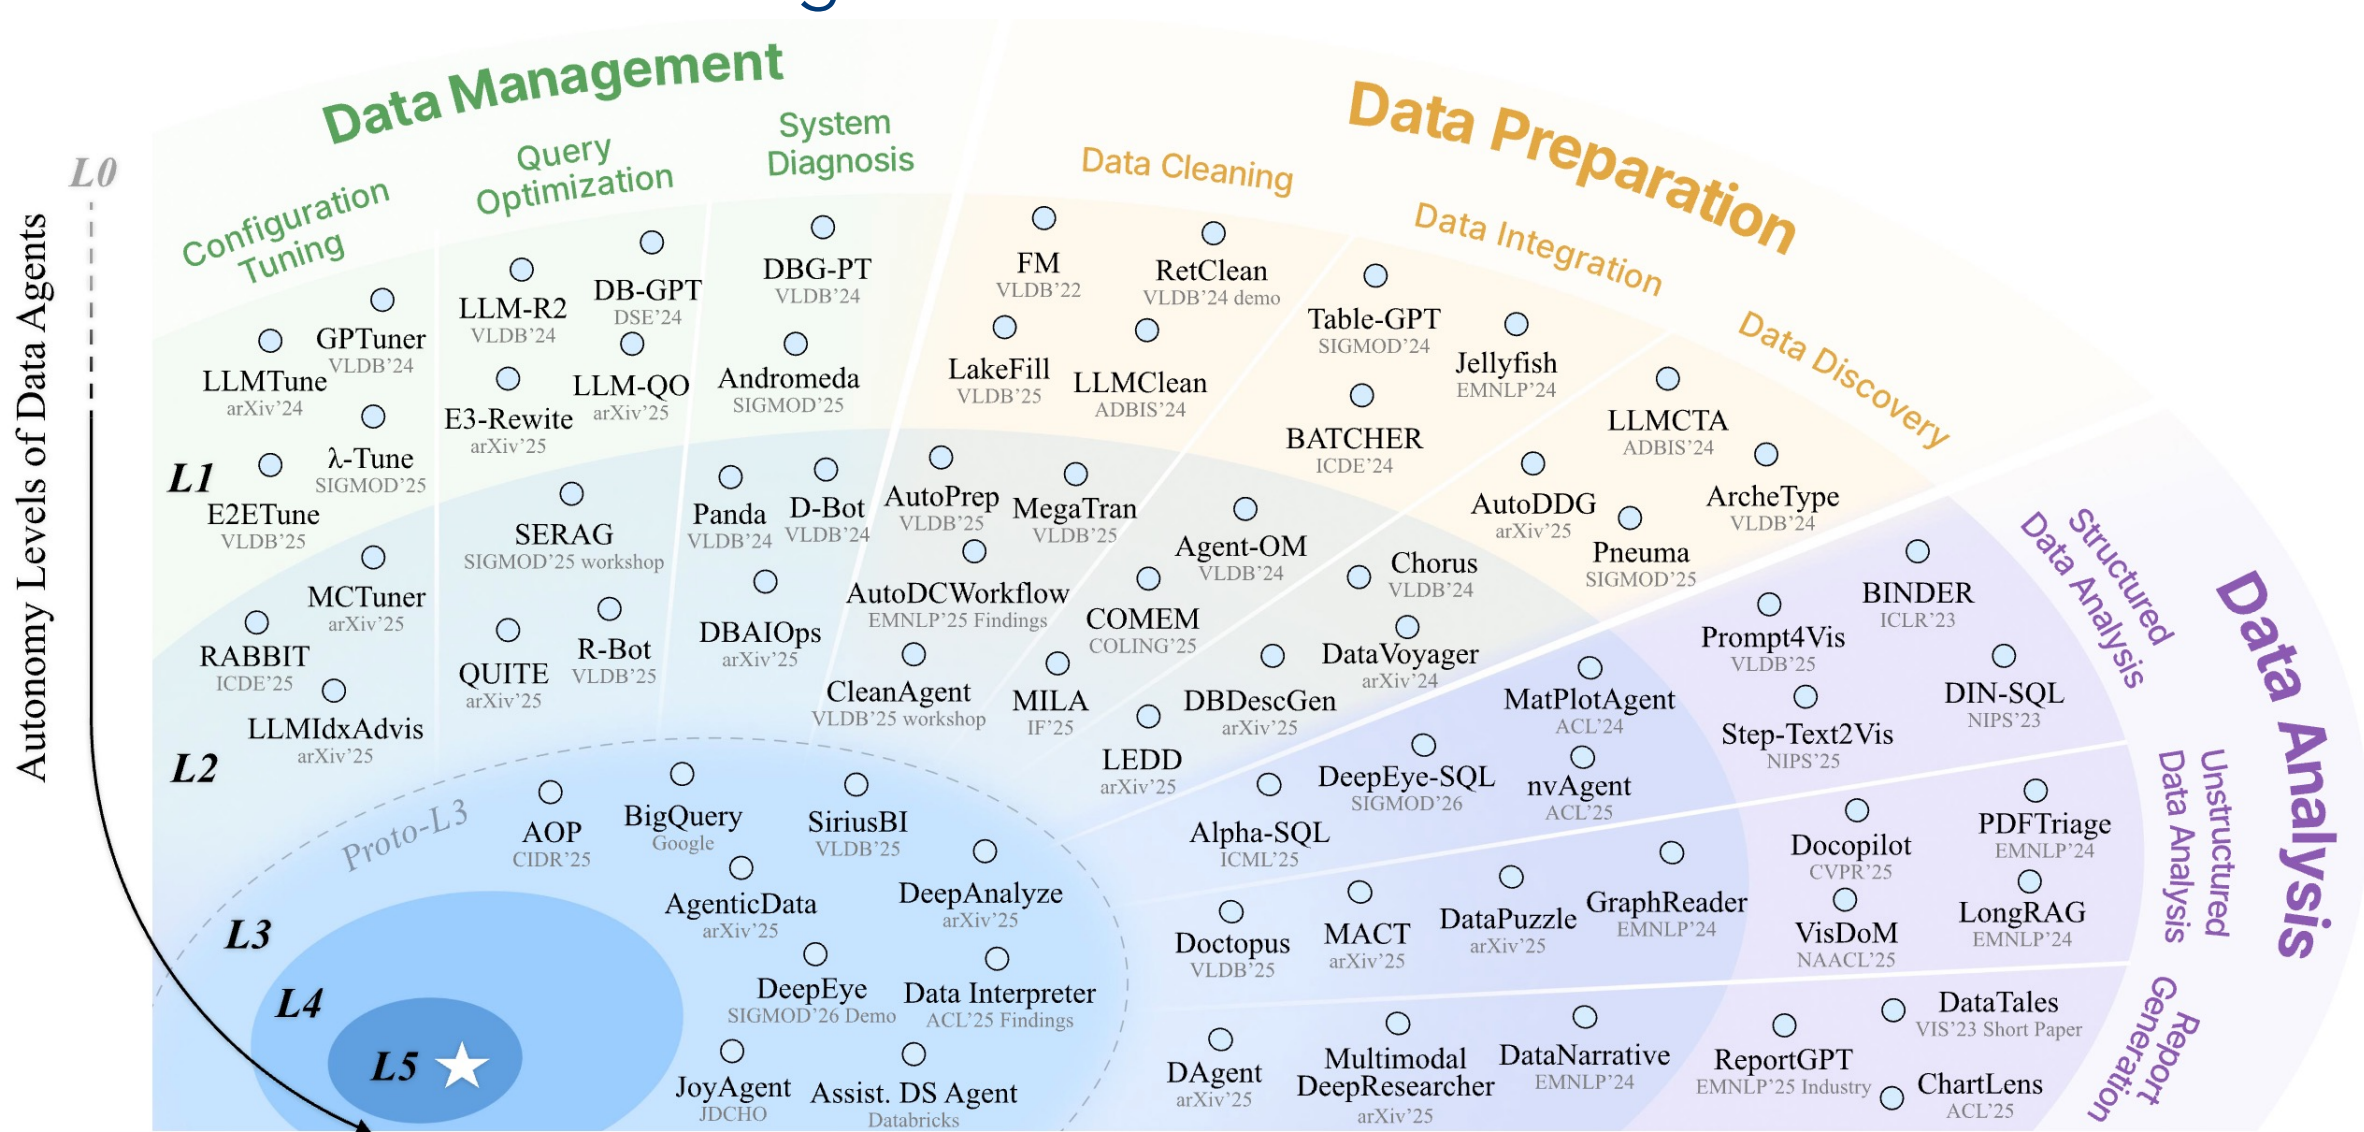 g
Data Management
Data Preparation
Data Analysis
Autonomy Levels of Data Agents
L0
L1
L2
Proto-L3
L3
L4
L5
Configuration
Tuning
Query
Optimization
System
Diagnosis
Data Cleaning
Data Integration
Data Discovery
Structured
Data Analysis
Unstructured
Data Analysis
Report
Generation
GPTuner
VLDB’24
LLMTune
arXiv’24
λ-Tune
SIGMOD’25
E2ETune
VLDB’25
LLM-R2
VLDB’24
DB-GPT
DSE’24
LLM-QO
arXiv’25
E3-Rewite
arXiv’25
DBG-PT
VLDB’24
Andromeda
SIGMOD’25
FM
VLDB’22
RetClean
VLDB’24 demo
LakeFill
VLDB’25
LLMClean
ADBIS’24
Table-GPT
SIGMOD’24
Jellyfish
EMNLP’24
BATCHER
ICDE’24
LLMCTA
ADBIS’24
AutoDDG
arXiv’25
ArcheType
VLDB’24
Pneuma
SIGMOD’25
MCTuner
arXiv’25
RABBIT
ICDE’25
LLMIdxAdvis
arXiv’25
SERAG
SIGMOD’25 workshop
QUITE
arXiv’25
R-Bot
VLDB’25
Panda
VLDB’24
D-Bot
VLDB’24
DBAIOps
arXiv’25
AutoPrep
VLDB’25
MegaTran
VLDB’25
AutoDCWorkflow
EMNLP’25 Findings
CleanAgent
VLDB’25 workshop
Agent-OM
VLDB’24
COMEM
COLING’25
MILA
IF’25
Chorus
VLDB’24
DataVoyager
arXiv’24
DBDescGen
arXiv’25
LEDD
arXiv’25
BINDER
ICLR’23
Prompt4Vis
VLDB’25
DIN-SQL
NIPS’23
Step-Text2Vis
NIPS’25
MatPlotAgent
ACL’24
DeepEye-SQL
SIGMOD’26
nvAgent
ACL’25
Alpha-SQL
ICML’25
PDFTriage
EMNLP’24
Docopilot
CVPR’25
LongRAG
EMNLP’24
VisDoM
NAACL’25
GraphReader
EMNLP’24
DataPuzzle
arXiv’25
MACT
arXiv’25
Doctopus
VLDB’25
DataTales
VIS’23 Short Paper
ReportGPT
EMNLP’25 Industry
ChartLens
ACL’25
DataNarrative
EMNLP’24
Multimodal
DeepResearcher
arXiv’25
DAgent
arXiv’25
AOP
CIDR’25
BigQuery
Google
SiriusBI
VLDB’25
AgenticData
arXiv’25
DeepAnalyze
arXiv’25
DeepEye
SIGMOD’26 Demo
Data Interpreter
ACL’25 Findings
JoyAgent
JDCHO
Assist. DS Agent
Databricks